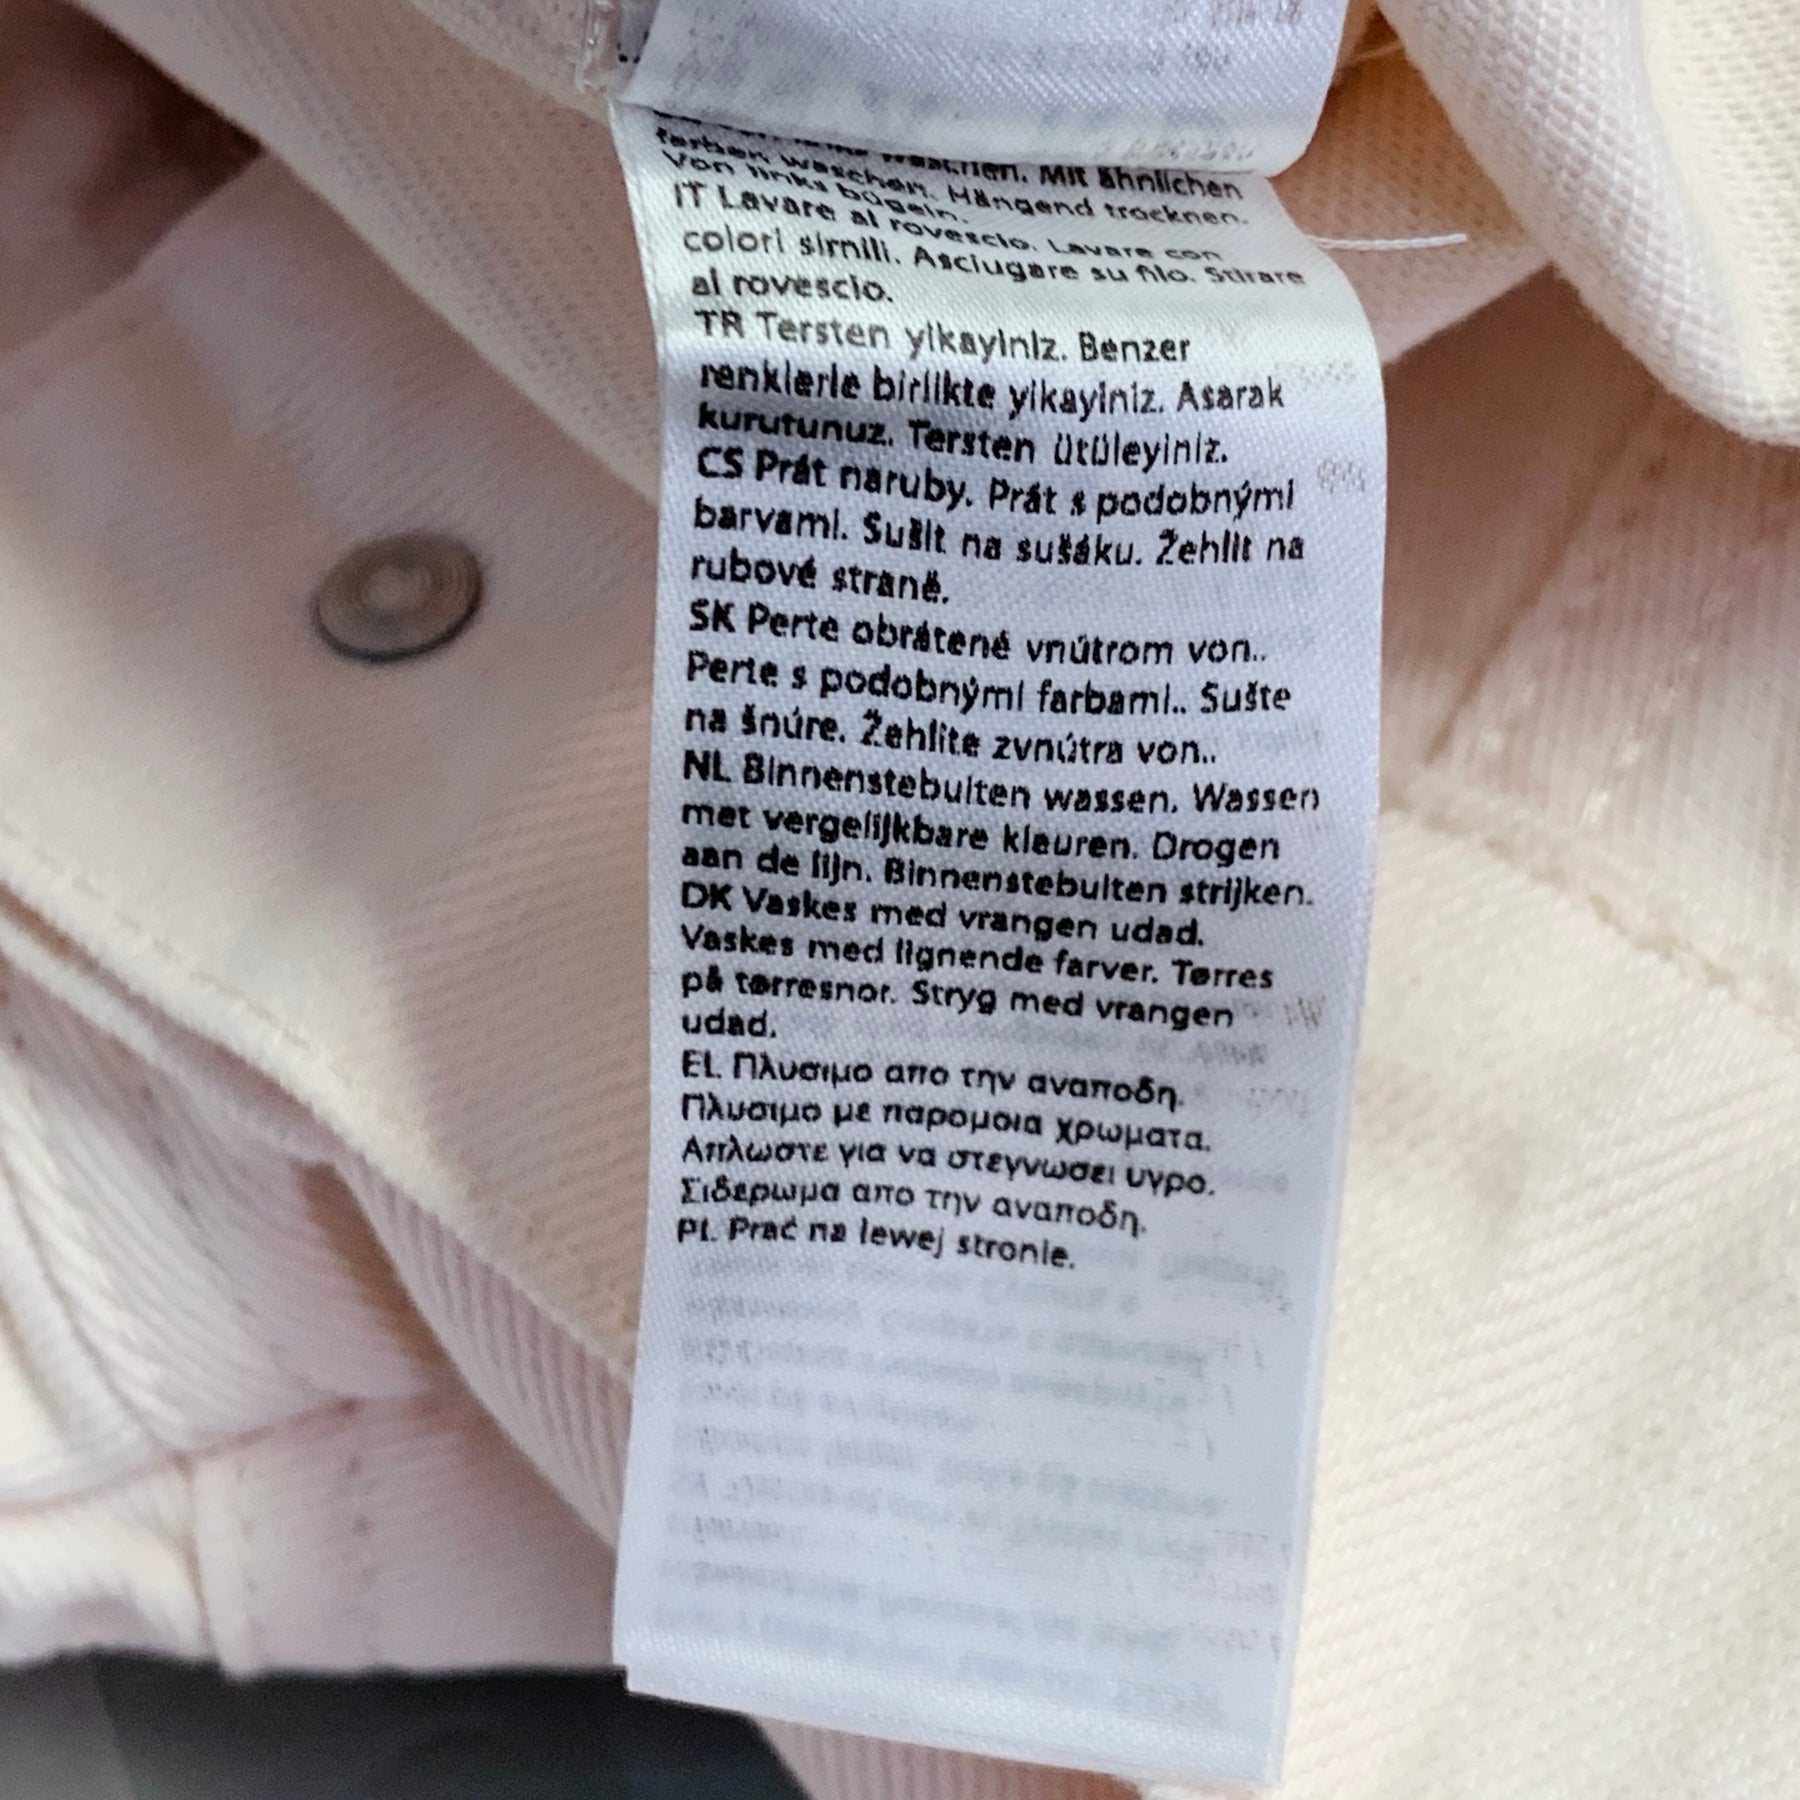 waschen. Mit ähnlichen
farben waschen. Hängend trocknen.
Von links bügeln.
IT Lavare al rovescio. Lavare con
colori simili. Asciugare su filo. Stirare
al rovescio.
TR Tersten yikayiniz. Benzer
renklerle birlikte yikayiniz. Asarak
kurutunuz. Tersten ütüleyiniz.
CS Prát naruby. Prát s podobnými
barvami. Sušit na sušáku. Žehlit na
rubové straně.
SK Perte obrátené vnútrom von..
Perte s podobnými farbami.. Sušte
na šnúre. Žehlite zvnútra von..
NL Binnenstebuiten wassen. Wassen
met vergelijkbare kleuren. Drogen
aan de lijn. Binnenstebuiten strijken.
DK Vaskes med vrangen udad.
Vaskes med lignende farver. Tørres
på tørresnor. Stryg med vrangen
udad.
EL Πλυσιμο απο την αναποδη.
Πλυσιμο με παρομοια χρωματα.
Απλωστε για να στεγνωσει υγρο.
Σιδερωμα απο την αναποδη.
PL Prać na lewej stronie.